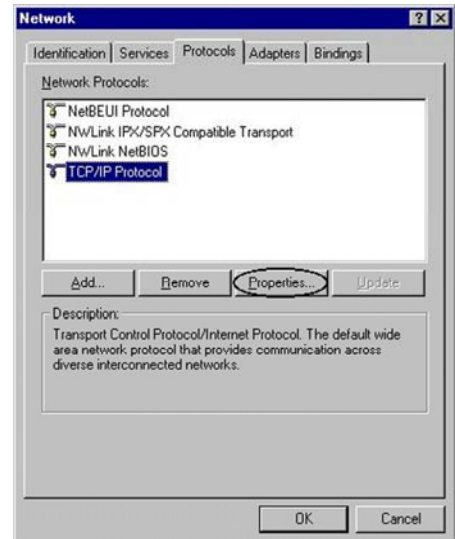 Network
Identification Services Protocols Adapters Bindings
Network Protocols:
NetBEUI Protocol
NWLink IPX/SPX Compatible Transport
NWLink NetBIOS
TCP/IP Protocol
Add... Remove Properties... Update
Description:
Transport Control Protocol/Internet Protocol. The default wide
area network protocol that provides communication across
diverse interconnected networks.
OK Cancel